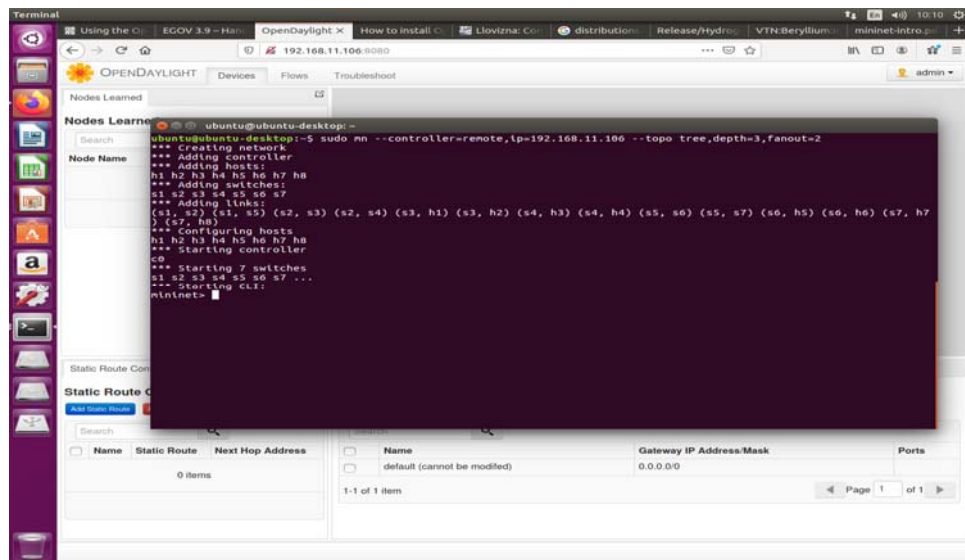 Terminal
En
10:10
Using the Op
EGOV 3.9 – Han
OpenDaylight
How to install O
Llovizna: Con
distribution
Release/Hydrog
VTN:Beryllium:
mininet-intro.p
192.168.11.106:8080
OPENDAYLIGHT
Devices
Flows
Troubleshoot
admin
Nodes Learned
Nodes Learne
Search
Node Name
ubuntu@ubuntu-desktop: ~
ubuntu@ubuntu-desktop:~$ sudo mn --controller=remote,ip=192.168.11.106 --topo tree,depth=3,fanout=2
*** Creating network
*** Adding controller
*** Adding hosts:
h1 h2 h3 h4 h5 h6 h7 h8
*** Adding switches:
s1 s2 s3 s4 s5 s6 s7
*** Adding links:
(s1, s2) (s1, s5) (s2, s3) (s2, s4) (s3, h1) (s3, h2) (s4, h3) (s4, h4) (s5, s6) (s5, s7) (s6, h5) (s6, h6) (s7, h7
) (s7, h8)
*** Configuring hosts
h1 h2 h3 h4 h5 h6 h7 h8
*** Starting controller
c0
*** Starting 7 switches
s1 s2 s3 s4 s5 s6 s7 ...
*** Starting CLI:
mininet>
Static Route Con
Static Route C
Add Static Route
Search
Search
Name Static Route Next Hop Address
0 items
Name Gateway IP Address/Mask Ports
default (cannot be modifed) 0.0.0.0/0
1-1 of 1 item
Page 1 of 1